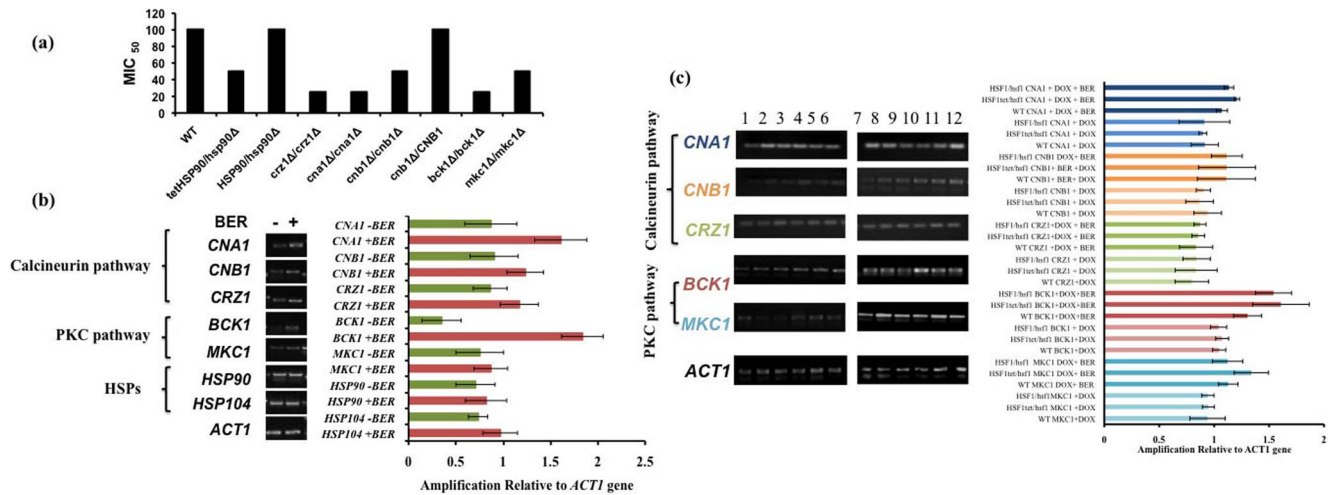 (a)
120
100
80
60
40
20
0
MIC 50
WT
tetHSP90/hsp90Δ
HSP90/hsp90Δ
crz1Δ/crz1Δ
cna1Δ/cna1Δ
cnb1Δ/cnb1Δ
cnb1Δ/CNB1
bck1Δ/bck1Δ
mkc1Δ/mkc1Δ
(b)
BER - +
Calcineurin pathway
CNA1
CNB1
CRZ1
PKC pathway
BCK1
MKC1
HSPs
HSP90
HSP104
ACT1
CNA1 -BER
CNA1 +BER
CNB1 -BER
CNB1 +BER
CRZ1 -BER
CRZ1 +BER
BCK1 -BER
BCK1 +BER
MKC1 -BER
MKC1 +BER
HSP90 -BER
HSP90 +BER
HSP104 -BER
HSP104 +BER
0 0.5 1 1.5 2 2.5
Amplification Relative to ACT1 gene
(c)
1 2 3 4 5 6 7 8 9 10 11 12
Calcineurin pathway
CNA1
CNB1
CRZ1
PKC pathway
BCK1
MKC1
ACT1
HSF1/hsf1 CNA1 + DOX + BER
HSF1tet/hsf1 CNA1 + DOX + BER
WT CNA1 + DOX + BER
HSF1/hsf1 CNA1 + DOX
HSF1tet/hsf1 CNA1 + DOX
WT CNA1 + DOX
HSF1/hsf1 CNB1 DOX+ BER
HSF1tet/hsf1 CNB1+ BER +DOX
WT CNB1+ BER+ DOX
HSF1/hsf1 CNB1 + DOX
HSF1tet/hsf1 CNB1 + DOX
WT CNB1 + DOX
HSF1/hsf1 CRZ1+DOX + BER
HSF1tet/hsf1 CRZ1+DOX + BER
WT CRZ1 +DOX + BER
HSF1/hsf1 CRZ1 + DOX
HSF1tet/hsf1 CRZ1 + DOX
WT CRZ1+DOX
HSF1/hsf1 BCK1+DOX+BER
HSF1tet/hsf1 BCK1+DOX+BER
WT BCK1+DOX+BER
HSF1/hsf1 BCK1 + DOX
HSF1tet/hsf1 BCK1+DOX
WT BCK1+DOX
HSF1/hsf1 MKC1 DOX+ BER
HSF1tet/hsf1 MKC1 DOX+ BER
WT MKC1 DOX+ BER
HSF1/hsf1MKC1 +DOX
HSF1tet/hsf1 MKC1 +DOX
WT MKC1+DOX
0 0.5 1 1.5 2
Amplification Relative to ACT1 gene